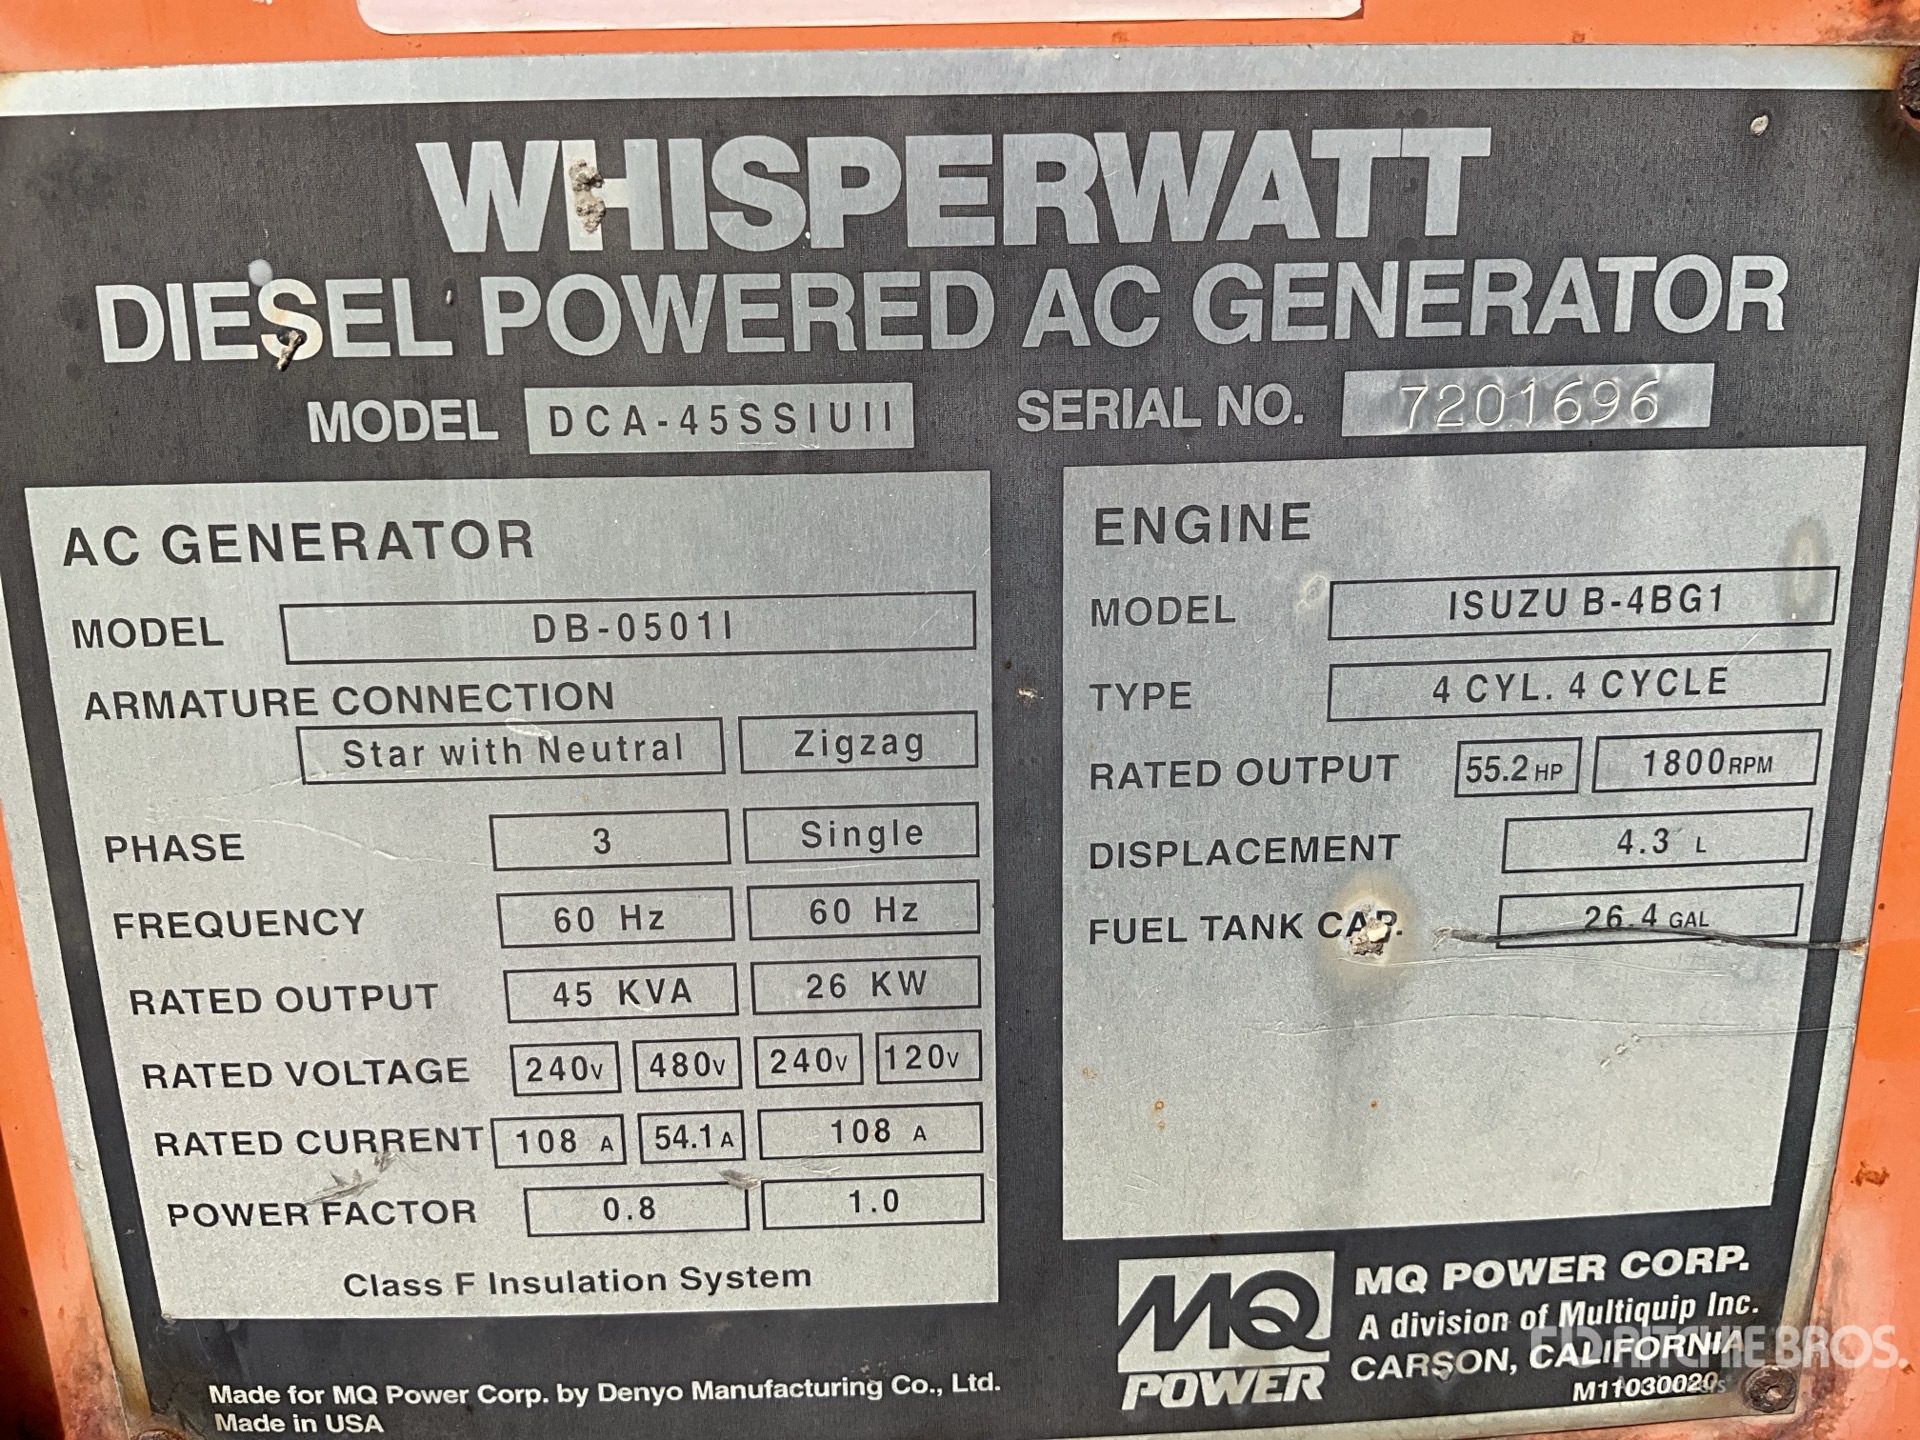 WHISPERWATT
DIESEL POWERED AC GENERATOR
MODEL DCA-45SSIUII SERIAL NO. 7201696
AC GENERATOR
MODEL DB-0501I
ARMATURE CONNECTION
Star with Neutral Zigzag
PHASE 3 Single
FREQUENCY 60 Hz 60 Hz
RATED OUTPUT 45 KVA 26 KW
RATED VOLTAGE 240V 480V 240V 120V
RATED CURRENT 108 A 54.1A 108 A
POWER FACTOR 0.8 1.0
Class F Insulation System
ENGINE
MODEL ISUZU B-4BG1
TYPE 4 CYL. 4 CYCLE
RATED OUTPUT 55.2 HP 1800 RPM
DISPLACEMENT 4.3 L
FUEL TANK CAP. 26.4 GAL
MQ POWER
MQ POWER CORP.
A division of Multiquip Inc.
CARSON, CALIFORNIA
M11030020
Made for MQ Power Corp. by Denyo Manufacturing Co., Ltd.
Made in USA
RITCHIE BROS.